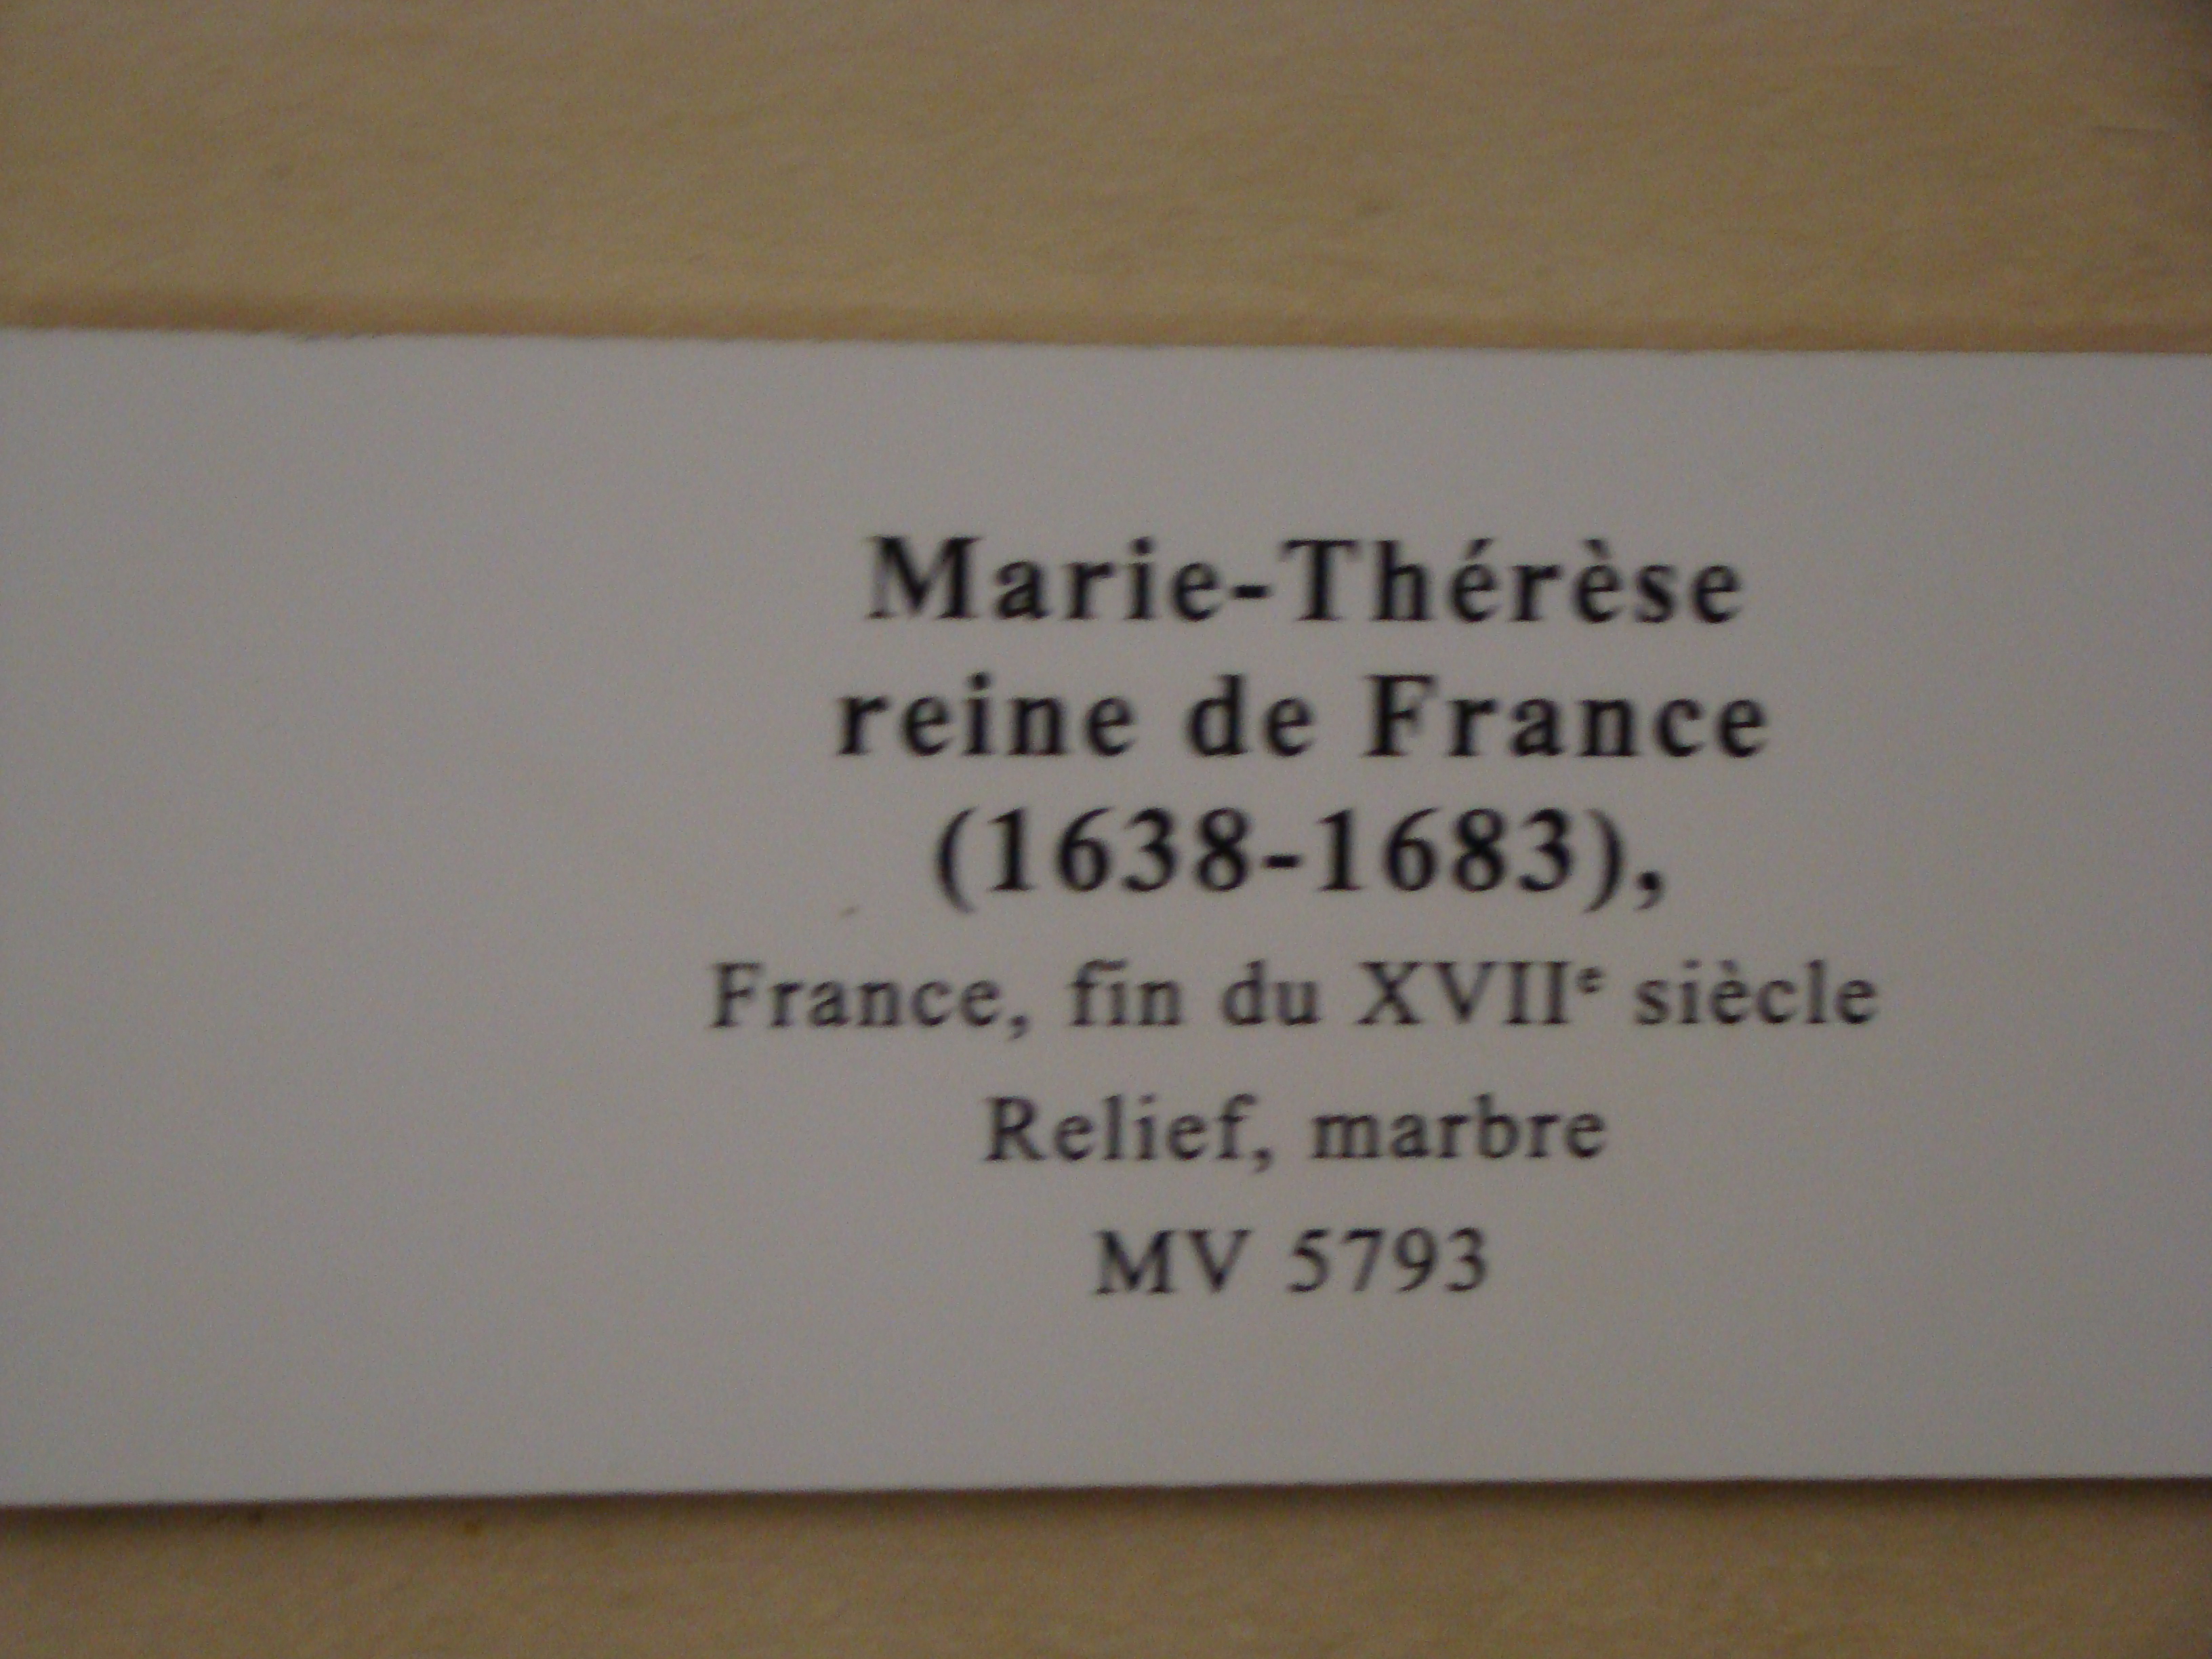 Marie-Thérèse
reine de France
(1638-1683),
France, fin du XVIIᵉ siècle
Relief, marbre
MV 5793